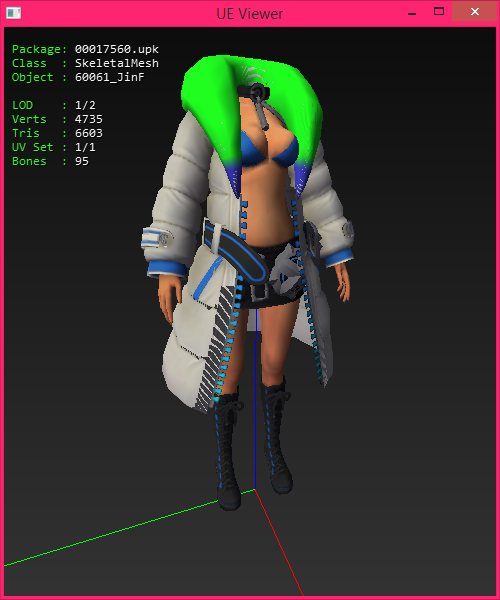 UE Viewer
Package: 00017560.upk
Class  : SkeletalMesh
Object : 60061_JinF
LOD    : 1/2
Verts  : 4735
Tris   : 6603
UV Set : 1/1
Bones  : 95